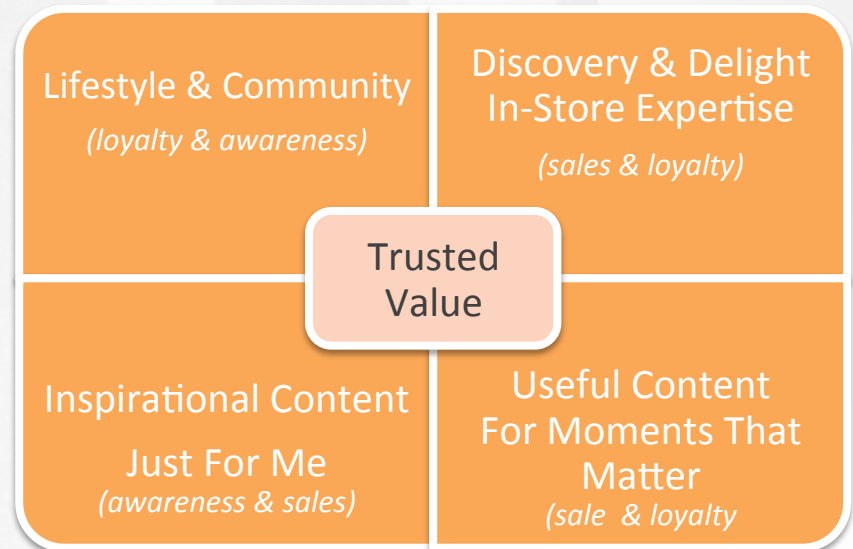 Lifestyle & Community
(loyalty & awareness)
Discovery & Delight
In-Store Expertise
(sales & loyalty)
Trusted
Value
Inspirational Content
Just For Me
(awareness & sales)
Useful Content
For Moments That
Matter
(sale & loyalty